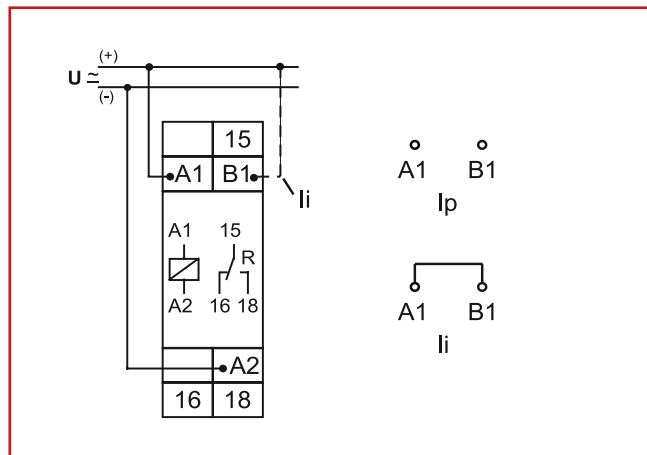 (+)
U ≂
(-)
15
A1 B1
Ii
A1 15
R
A2 16 18
A2
16 18
A1 B1
Ip
A1 B1
Ii